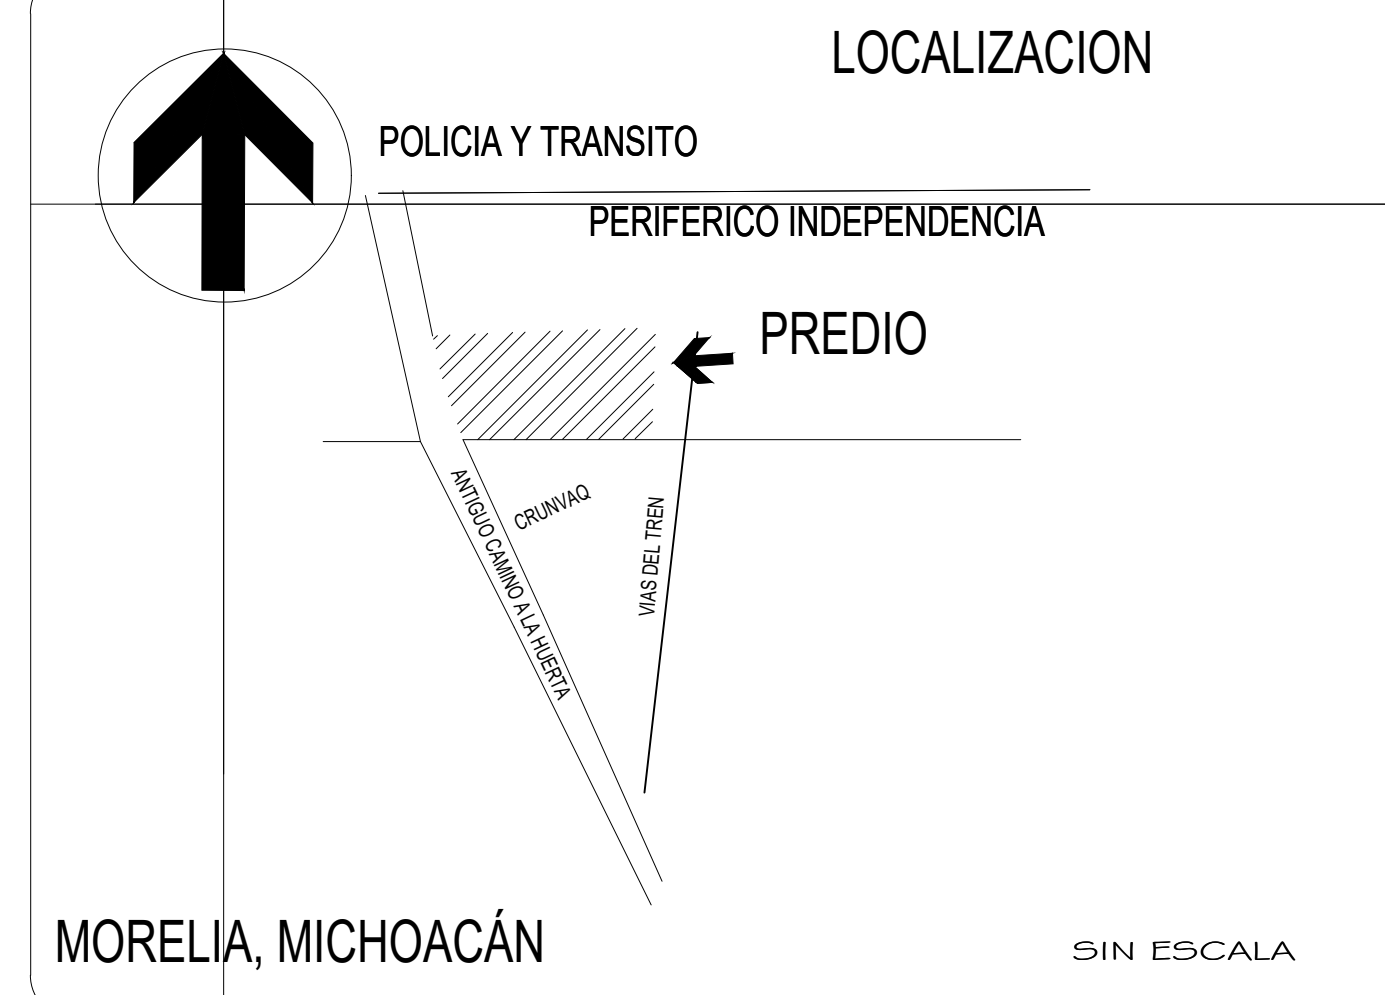 LOCALIZACION
POLICIA Y TRANSITO
PERIFERICO INDEPENDENCIA
PREDIO
ANTIGUO CAMINO A LA HUERTA
CRUNVAQ
VIAS DEL TREN
MORELIA, MICHOACÁN
SIN ESCALA